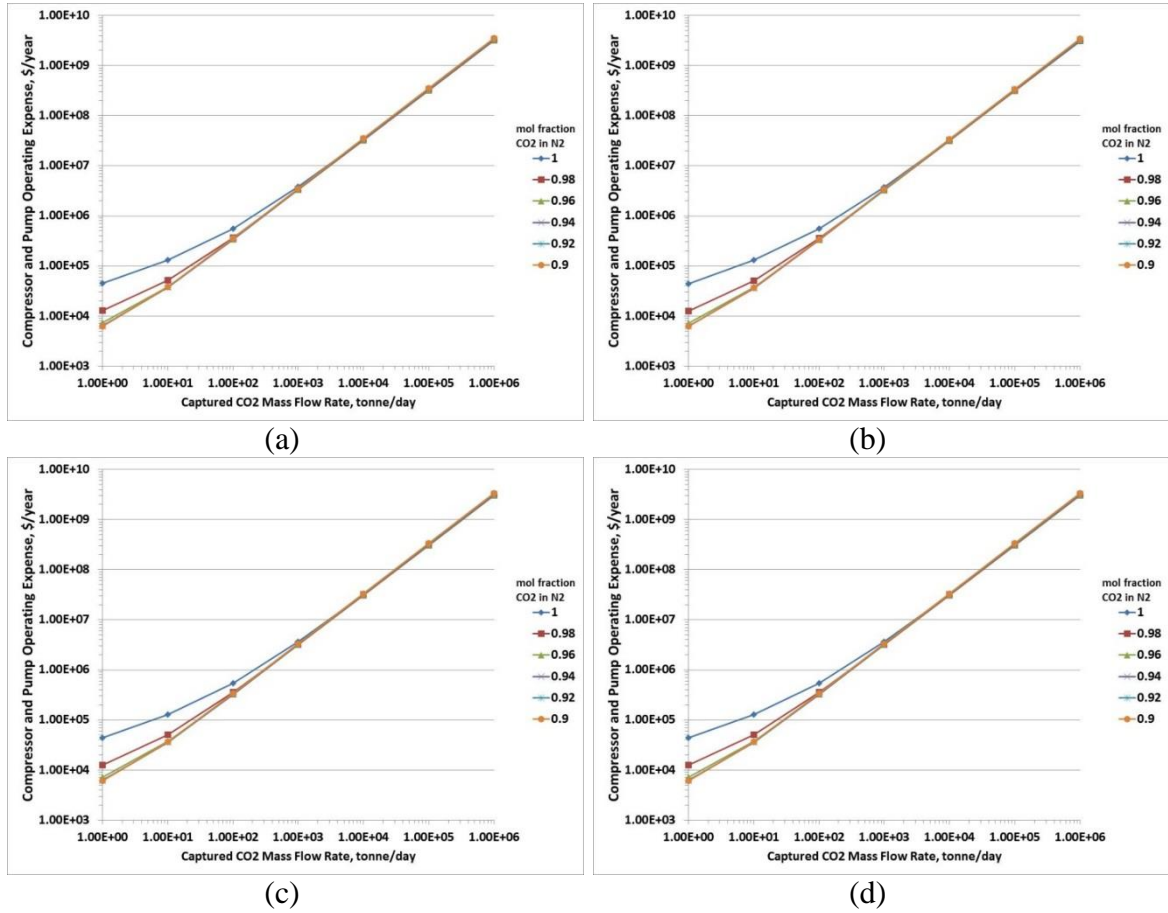 1.00E+10
1.00E+09
1.00E+08
1.00E+07
1.00E+06
1.00E+05
1.00E+04
1.00E+03
Compressor and Pump Operating Expense, $/year
1.00E+00 1.00E+01 1.00E+02 1.00E+03 1.00E+04 1.00E+05 1.00E+06
Captured CO2 Mass Flow Rate, tonne/day
mol fraction
CO2 in N2
1
0.98
0.96
0.94
0.92
0.9
(a)
1.00E+10
1.00E+09
1.00E+08
1.00E+07
1.00E+06
1.00E+05
1.00E+04
1.00E+03
Compressor and Pump Operating Expense, $/year
1.00E+00 1.00E+01 1.00E+02 1.00E+03 1.00E+04 1.00E+05 1.00E+06
Captured CO2 Mass Flow Rate, tonne/day
mol fraction
CO2 in N2
1
0.98
0.96
0.94
0.92
0.9
(b)
1.00E+10
1.00E+09
1.00E+08
1.00E+07
1.00E+06
1.00E+05
1.00E+04
1.00E+03
Compressor and Pump Operating Expense, $/year
1.00E+00 1.00E+01 1.00E+02 1.00E+03 1.00E+04 1.00E+05 1.00E+06
Captured CO2 Mass Flow Rate, tonne/day
mol fraction
CO2 in N2
1
0.98
0.96
0.94
0.92
0.9
(c)
1.00E+10
1.00E+09
1.00E+08
1.00E+07
1.00E+06
1.00E+05
1.00E+04
1.00E+03
Compressor and Pump Operating Expense, $/year
1.00E+00 1.00E+01 1.00E+02 1.00E+03 1.00E+04 1.00E+05 1.00E+06
Captured CO2 Mass Flow Rate, tonne/day
mol fraction
CO2 in N2
1
0.98
0.96
0.94
0.92
0.9
(d)